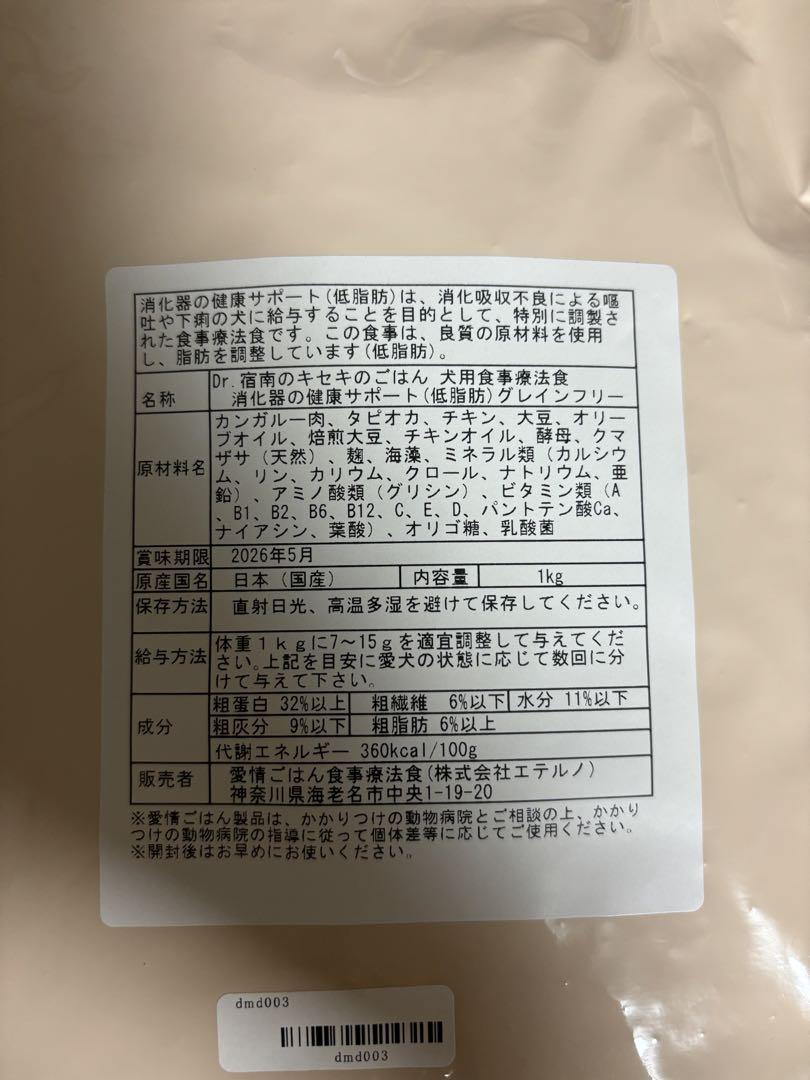 消化器の健康サポート(低脂肪)は、消化吸収不良による嘔
吐や下痢の犬に給与することを目的として、特別に調製さ
れた食事療法食です。この食事は、良質の原材料を使用
し、脂肪を調整しています(低脂肪)。
名称
Dr.宿南のキセキのごはん 犬用食事療法食
消化器の健康サポート(低脂肪)グレインフリー
原材料名
カンガルー肉、タピオカ、チキン、大豆、オリー
ブオイル、焙煎大豆、チキンオイル、酵母、クマ
ザサ（天然）、麹、海藻、ミネラル類（カルシウ
ム、リン、カリウム、クロール、ナトリウム、亜
鉛）、アミノ酸類（グリシン）、ビタミン類（A
、B1、B2、B6、B12、C、E、D、パントテン酸Ca、
ナイアシン、葉酸）、オリゴ糖、乳酸菌
賞味期限 2026年5月
原産国名 日本（国産） 内容量 1kg
保存方法 直射日光、高温多湿を避けて保存してください。
給与方法
体重１ｋｇに7～15ｇを適宜調整して与えてくだ
さい。上記を目安に愛犬の状態に応じて数回に分
けて与えて下さい。
成分
粗蛋白 32%以上 粗繊維 6%以下 水分 11%以下
粗灰分 9%以下 粗脂肪 6%以上
代謝エネルギー 360kcal/100g
販売者
愛情ごはん食事療法食(株式会社エテルノ)
神奈川県海老名市中央1-19-20
※愛情ごはん製品は、かかりつけの動物病院とご相談の上、かかり
つけの動物病院の指導に従って個体差等に応じてご使用ください。
※開封後はお早めにお使いください。
dmd003
dmd003